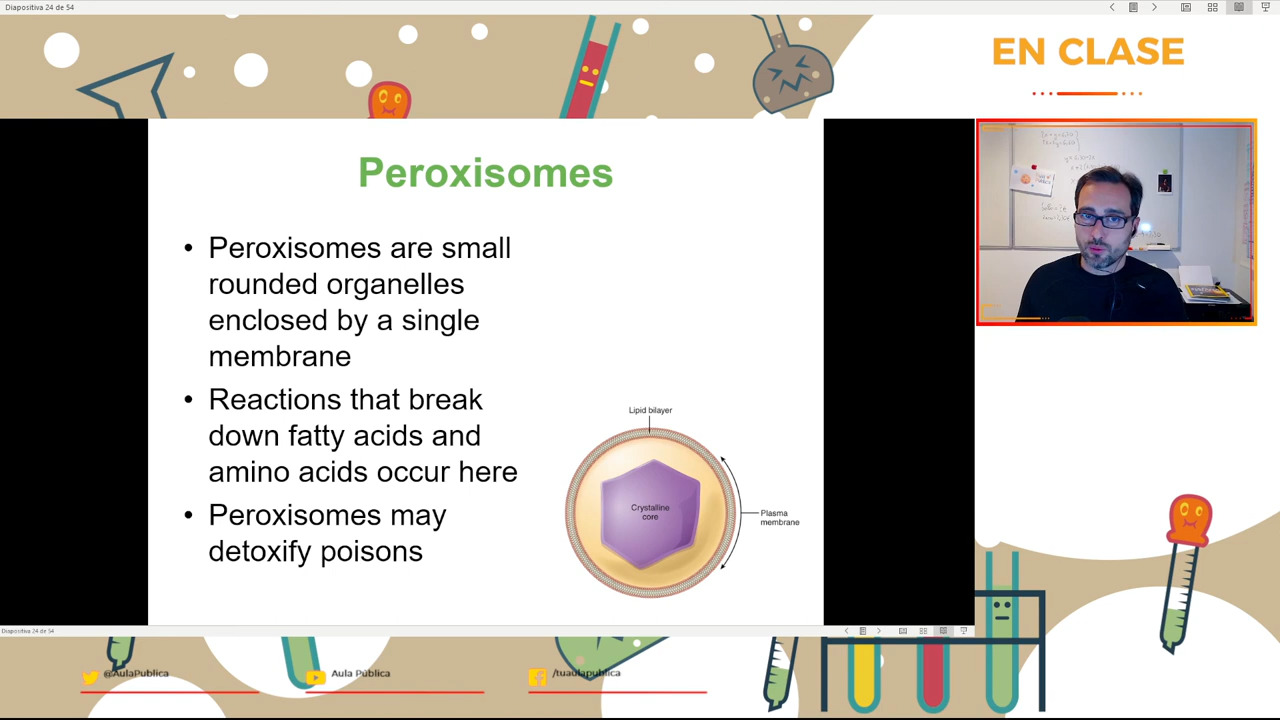 Diapositiva 24 de 54
EN CLASE
Peroxisomes
• Peroxisomes are small
rounded organelles
enclosed by a single
membrane
• Reactions that break
down fatty acids and
amino acids occur here
• Peroxisomes may
detoxify poisons
Lipid bilayer
Crystalline
core
Plasma
membrane
Diapositiva 24 de 54
@AulaPublica
Aula Pública
/tuaulapublica